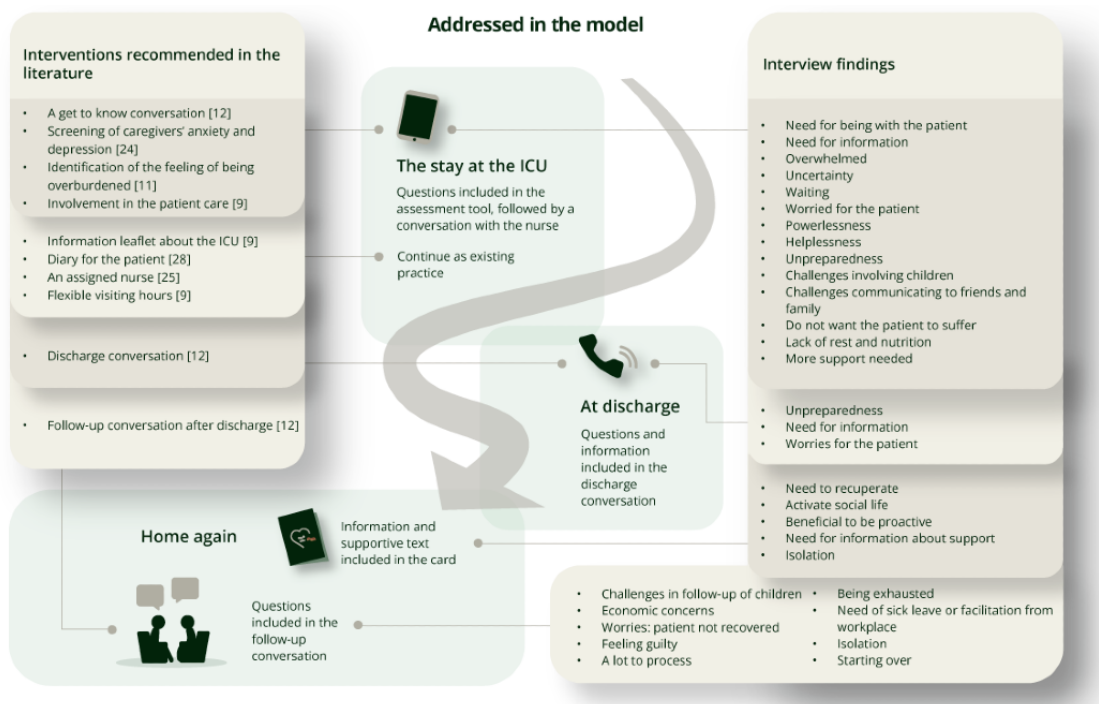 Addressed in the model
Interventions recommended in the
literature
• A get to know conversation [12]
• Screening of caregivers' anxiety and
depression [24]
• Identification of the feeling of being
overburdened [11]
• Involvement in the patient care [9]
• Information leaflet about the ICU [9]
• Diary for the patient [28]
• An assigned nurse [25]
• Flexible visiting hours [9]
• Discharge conversation [12]
• Follow-up conversation after discharge [12]
The stay at the ICU
Questions included in the
assessment tool, followed by a
conversation with the nurse
Continue as existing
practice
At discharge
Questions and
information
included in the
discharge
conversation
Home again
Information and
supportive text
included in the card
Questions
included in the
follow-up
conversation
Interview findings
• Need for being with the patient
• Need for information
• Overwhelmed
• Uncertainty
• Waiting
• Worried for the patient
• Powerlessness
• Helplessness
• Unpreparedness
• Challenges involving children
• Challenges communicating to friends and
family
• Do not want the patient to suffer
• Lack of rest and nutrition
• More support needed
• Unpreparedness
• Need for information
• Worries for the patient
• Need to recuperate
• Activate social life
• Beneficial to be proactive
• Need for information about support
• Isolation
• Challenges in follow-up of children
• Economic concerns
• Worries: patient not recovered
• Feeling guilty
• A lot to process
• Being exhausted
• Need of sick leave or facilitation from
workplace
• Isolation
• Starting over